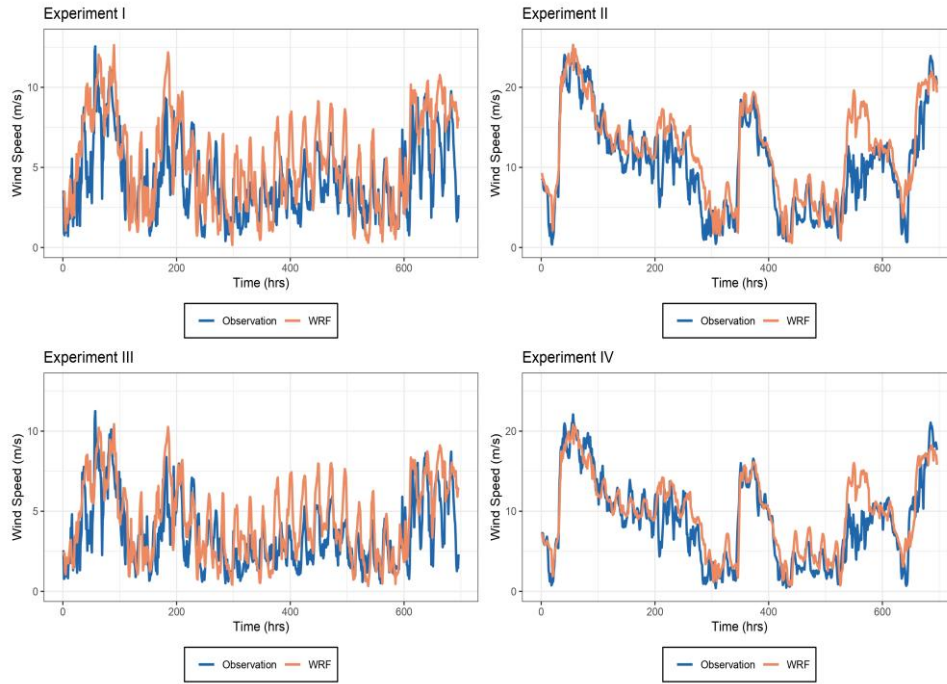 Experiment I
Wind Speed (m/s)
10
5
0
0 200 400 600
Time (hrs)
Observation WRF
Experiment II
Wind Speed (m/s)
20
10
0
0 200 400 600
Time (hrs)
Observation WRF
Experiment III
Wind Speed (m/s)
10
5
0
0 200 400 600
Time (hrs)
Observation WRF
Experiment IV
Wind Speed (m/s)
20
10
0
0 200 400 600
Time (hrs)
Observation WRF